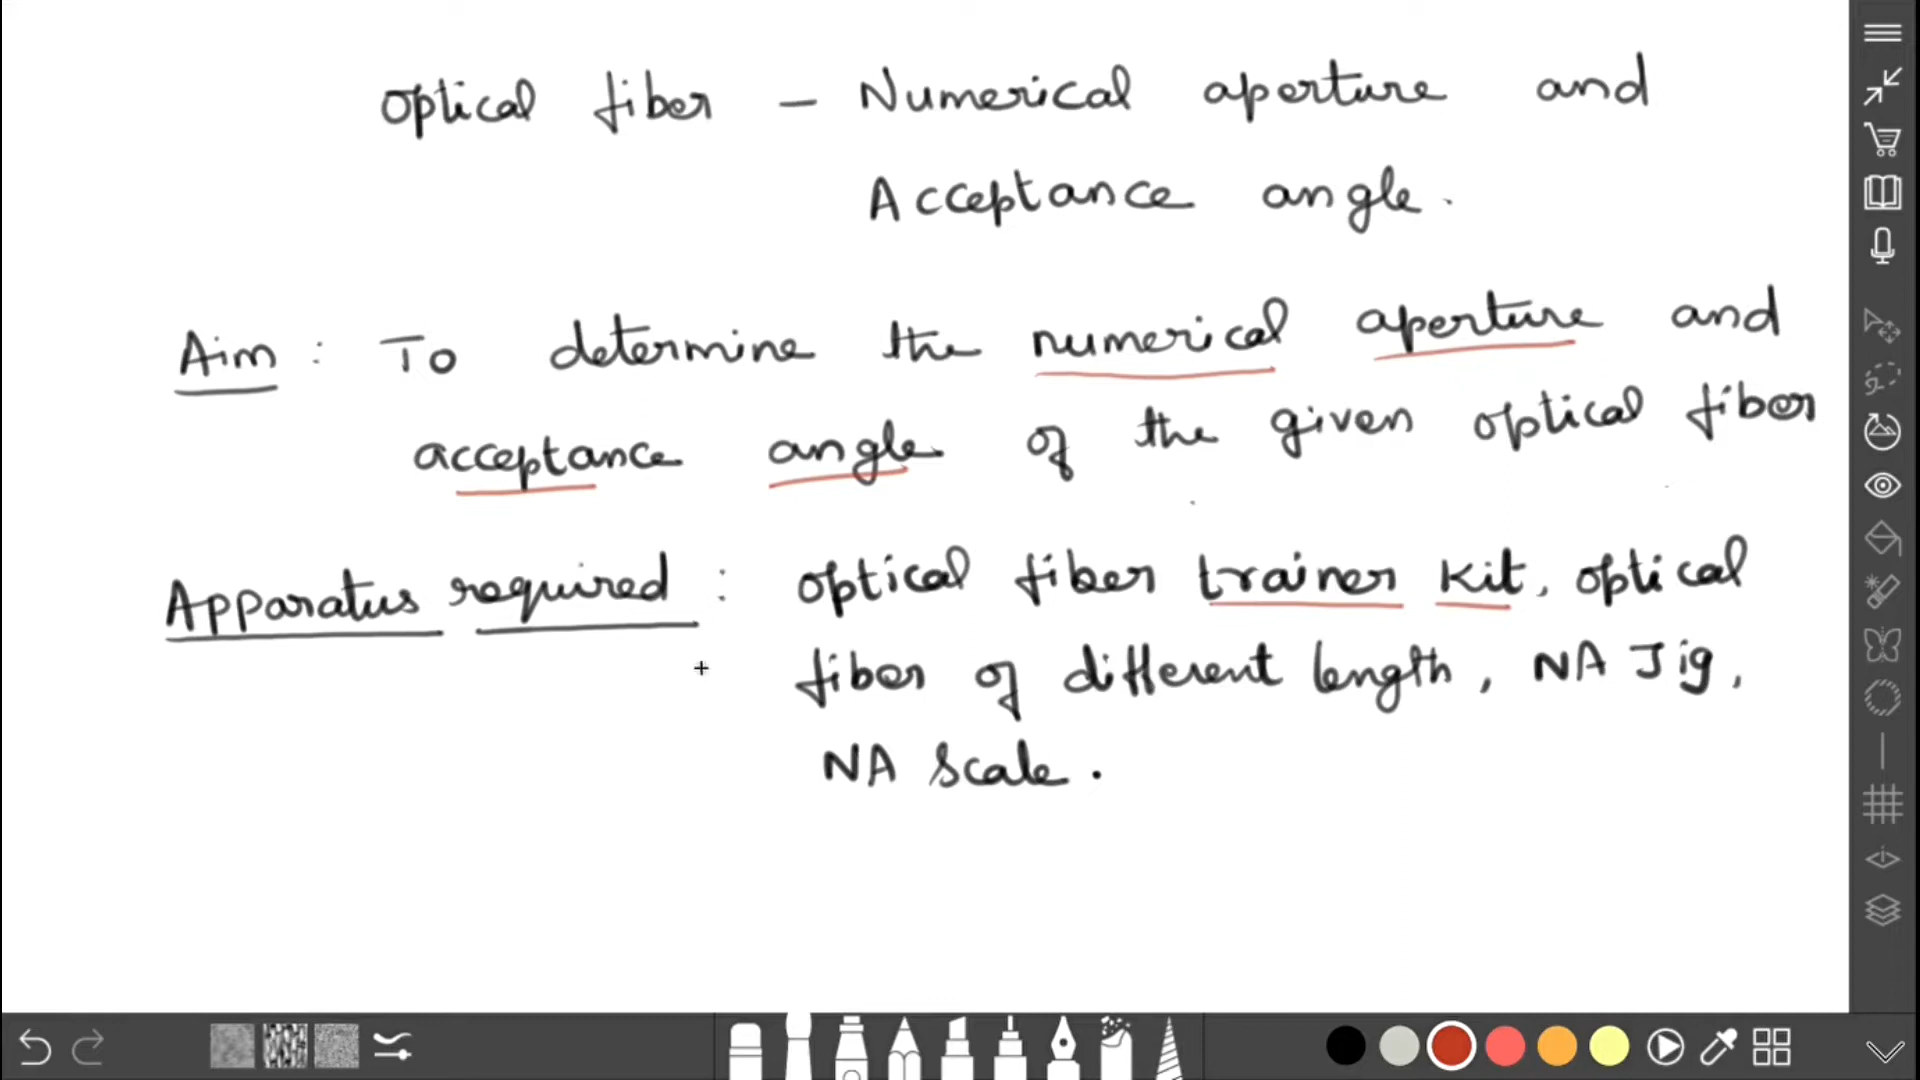 optical fiber - Numerical aperture and
Acceptance angle.
Aim : To determine the numerical aperture and
acceptance angle of the given optical fiber
Apparatus required : optical fiber trainer kit, optical
fiber of different length, NA Jig,
NA scale.